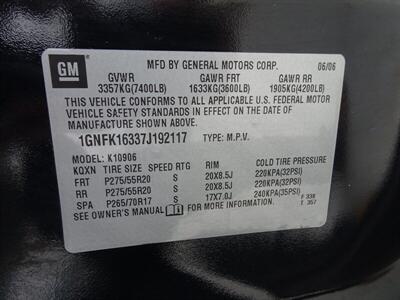 GM
MFD BY GENERAL MOTORS CORP. 06/06
GVWR GAWR FRT GAWR RR
3357KG(7400LB) 1633KG(3600LB) 1905KG(4200LB)
THIS VEHICLE CONFORMS TO ALL APPLICABLE U.S. FEDERAL MOTOR
VEHICLE SAFETY STANDARDS IN EFFECT ON THE DATE OF
MANUFACTURE SHOWN ABOVE.
1GNFK16337J192117 TYPE: M.P.V.
MODEL: K10906
KQXN TIRE SIZE SPEED RTG RIM COLD TIRE PRESSURE
FRT P275/55R20 S 20X8.5J 220KPA(32PSI)
RR P275/55R20 S 20X8.5J 220KPA(32PSI)
SPA P265/70R17 S 17X7.0J 240KPA(35PSI) F 338
SEE OWNER'S MANUAL FOR MORE INFORMATION. T 357